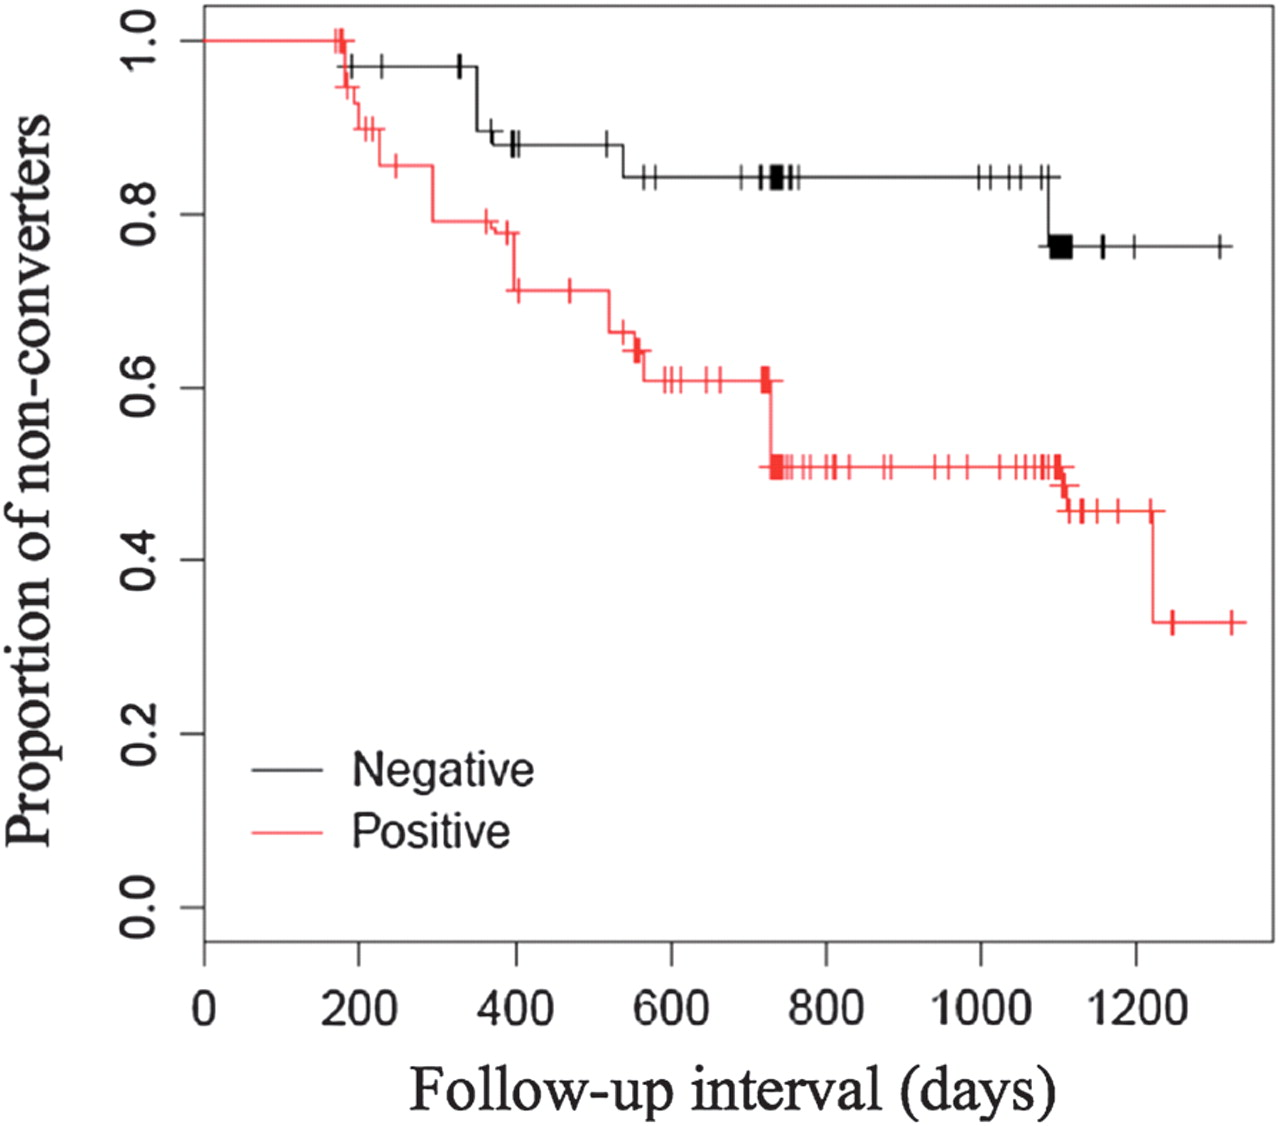 Proportion of non-converters
1.0
0.8
0.6
0.4
0.2
0.0
Negative
Positive
0 200 400 600 800 1000 1200
Follow-up interval (days)